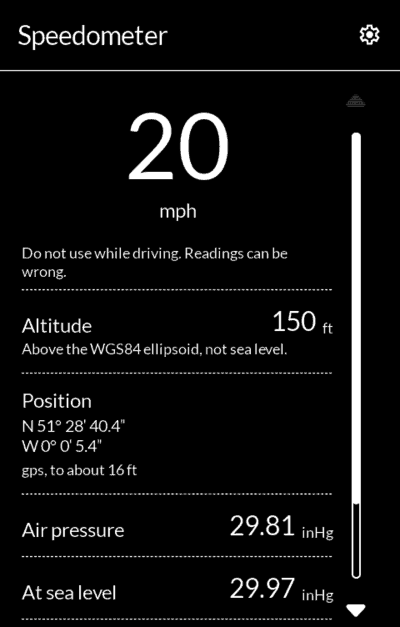 Speedometer
20
mph
Do not use while driving. Readings can be
wrong.
Altitude 150 ft
Above the WGS84 ellipsoid, not sea level.
Position
N 51° 28' 40.4"
W 0° 0' 5.4"
gps, to about 16 ft
Air pressure 29.81 inHg
At sea level 29.97 inHg